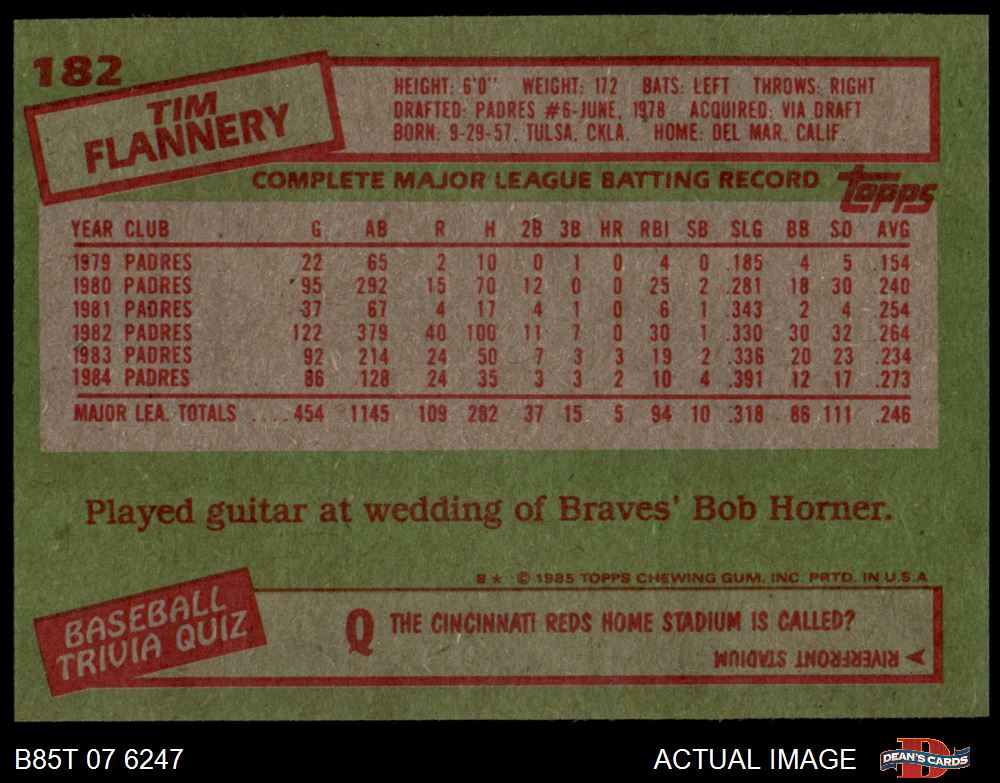 182
TIM
FLANNERY
HEIGHT: 6'0" WEIGHT: 172 BATS: LEFT THROWS: RIGHT
DRAFTED: PADRES #6-JUNE, 1978 ACQUIRED: VIA DRAFT
BORN: 9-29-57, TULSA, OKLA. HOME: DEL MAR, CALIF.
COMPLETE MAJOR LEAGUE BATTING RECORD
topps
YEAR CLUB G AB R H 2B 3B HR RBI SB SLG BB SO AVG
1979 PADRES 22 65 2 10 0 1 0 4 0 .185 4 5 .154
1980 PADRES 95 292 15 70 12 0 0 25 2 .281 18 30 .240
1981 PADRES 37 67 4 17 4 1 0 6 1 .343 2 4 .254
1982 PADRES 122 379 40 100 11 7 0 30 1 .330 30 32 .264
1983 PADRES 92 214 24 50 7 3 3 19 2 .336 20 23 .234
1984 PADRES 86 128 24 35 3 3 2 10 4 .391 12 17 .273
MAJOR LEA. TOTALS ....454 1145 109 282 37 15 5 94 10 .318 86 111 .246
Played guitar at wedding of Braves' Bob Horner.
B★ © 1985 TOPPS CHEWING GUM, INC. PRTD. IN U.S.A
BASEBALL
TRIVIA QUIZ
Q THE CINCINNATI REDS HOME STADIUM IS CALLED?
A RIVERFRONT STADIUM
B85T 07 6247
ACTUAL IMAGE
D
DEAN'S CARDS